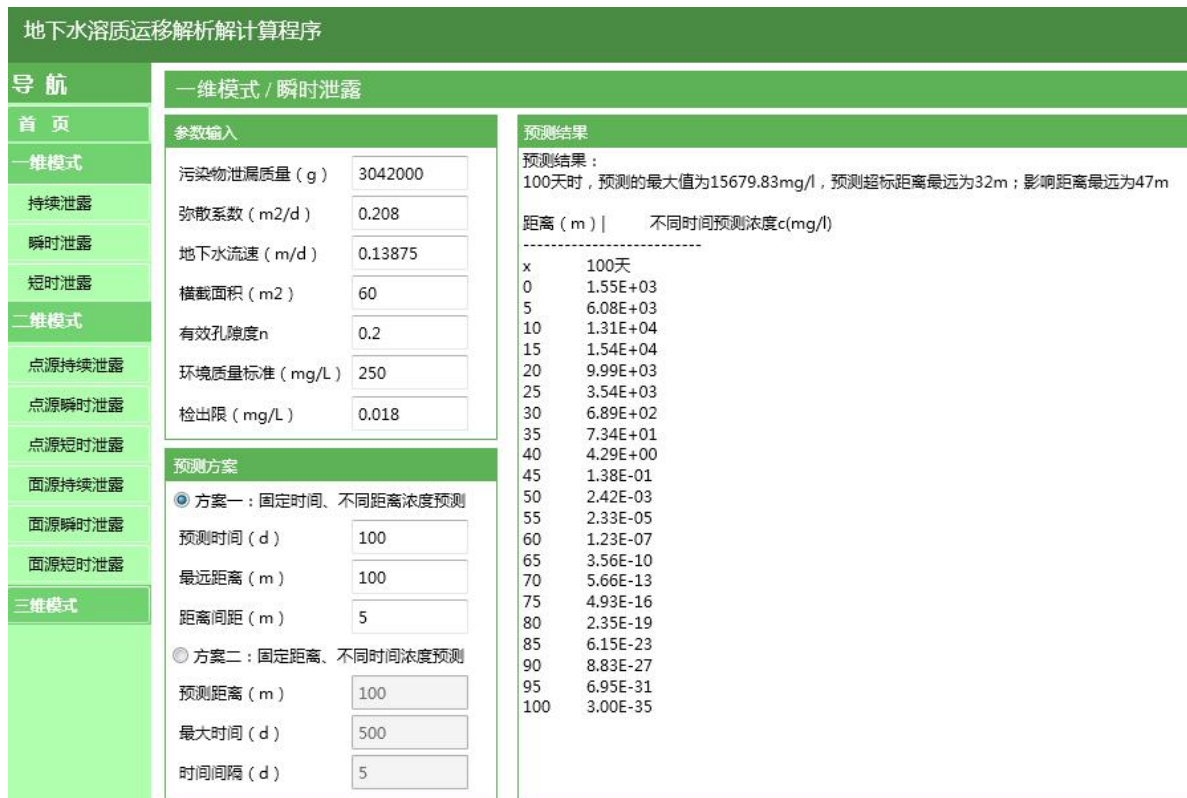 地下水溶质运移解析解计算程序
导 航
首 页
一维模式
持续泄露
瞬时泄露
短时泄露
二维模式
点源持续泄露
点源瞬时泄露
点源短时泄露
面源持续泄露
面源瞬时泄露
面源短时泄露
三维模式
一维模式 / 瞬时泄露
参数输入
污染物泄漏质量（g） 3042000
弥散系数（m2/d） 0.208
地下水流速（m/d） 0.13875
横截面积（m2） 60
有效孔隙度n 0.2
环境质量标准（mg/L） 250
检出限（mg/L） 0.018
预测方案
方案一：固定时间、不同距离浓度预测
预测时间（d） 100
最远距离（m） 100
距离间距（m） 5
方案二：固定距离、不同时间浓度预测
预测距离（m） 100
最大时间（d） 500
时间间隔（d） 5
预测结果
预测结果：
100天时，预测的最大值为15679.83mg/l，预测超标距离最远为32m；影响距离最远为47m
距离（m）| 不同时间预测浓度c(mg/l)
--------------------------
x 100天
0 1.55E+03
5 6.08E+03
10 1.31E+04
15 1.54E+04
20 9.99E+03
25 3.54E+03
30 6.89E+02
35 7.34E+01
40 4.29E+00
45 1.38E-01
50 2.42E-03
55 2.33E-05
60 1.23E-07
65 3.56E-10
70 5.66E-13
75 4.93E-16
80 2.35E-19
85 6.15E-23
90 8.83E-27
95 6.95E-31
100 3.00E-35